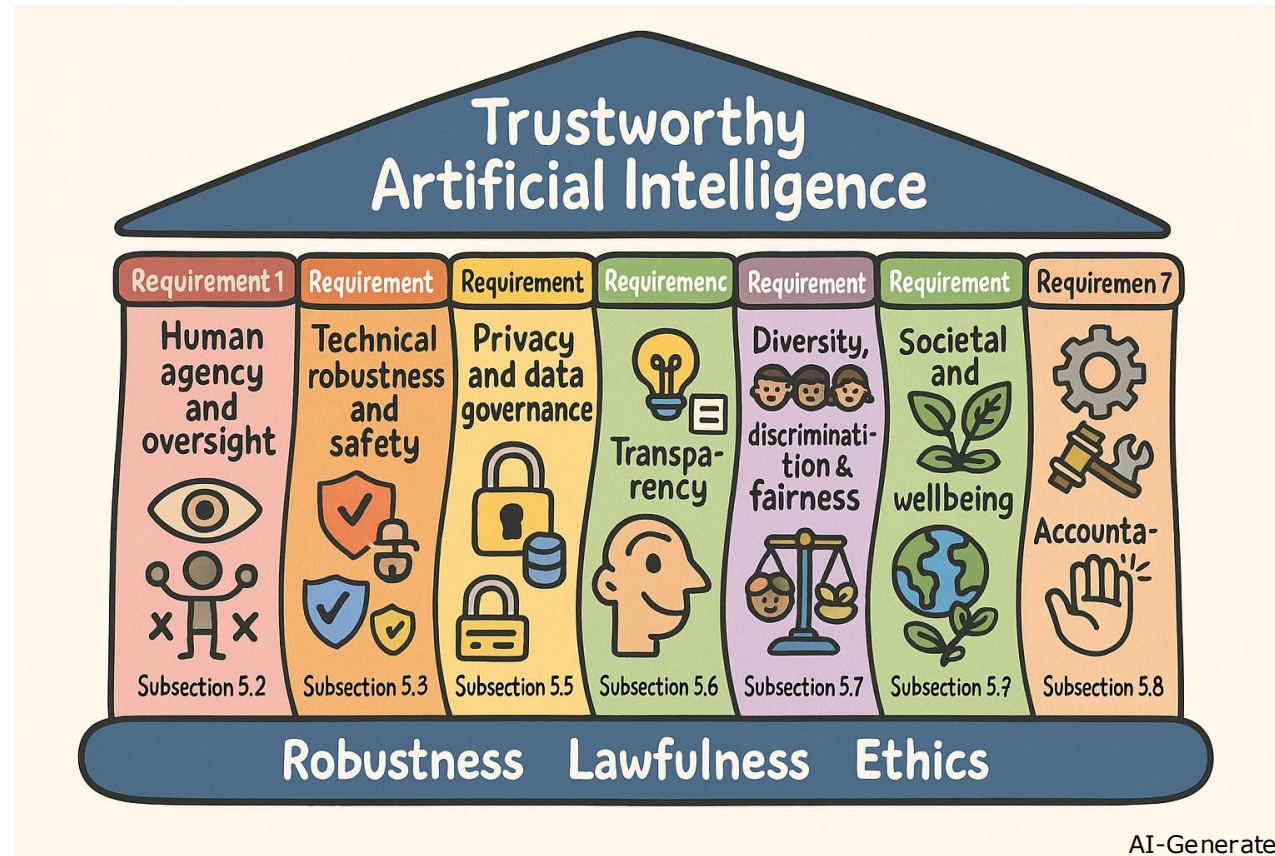 Trustworthy
Artificial Intelligence
Requirement 1
Requirement
Requirement
Requiremenc
Requirement
Requirement
Requiremen 7
Human
agency
and
oversight
Subsection 5.2
Technical
robustness
and
safety
Subsection 5.3
Privacy
and data
governance
Subsection 5.5
Transpa-
rency
Subsection 5.6
Diversity,
discriminati-
tion &
fairness
Subsection 5.7
Societal
and
wellbeing
Subsection 5.?
Accounta-
Subsection 5.8
Robustness Lawfulness Ethics
AI-Generate